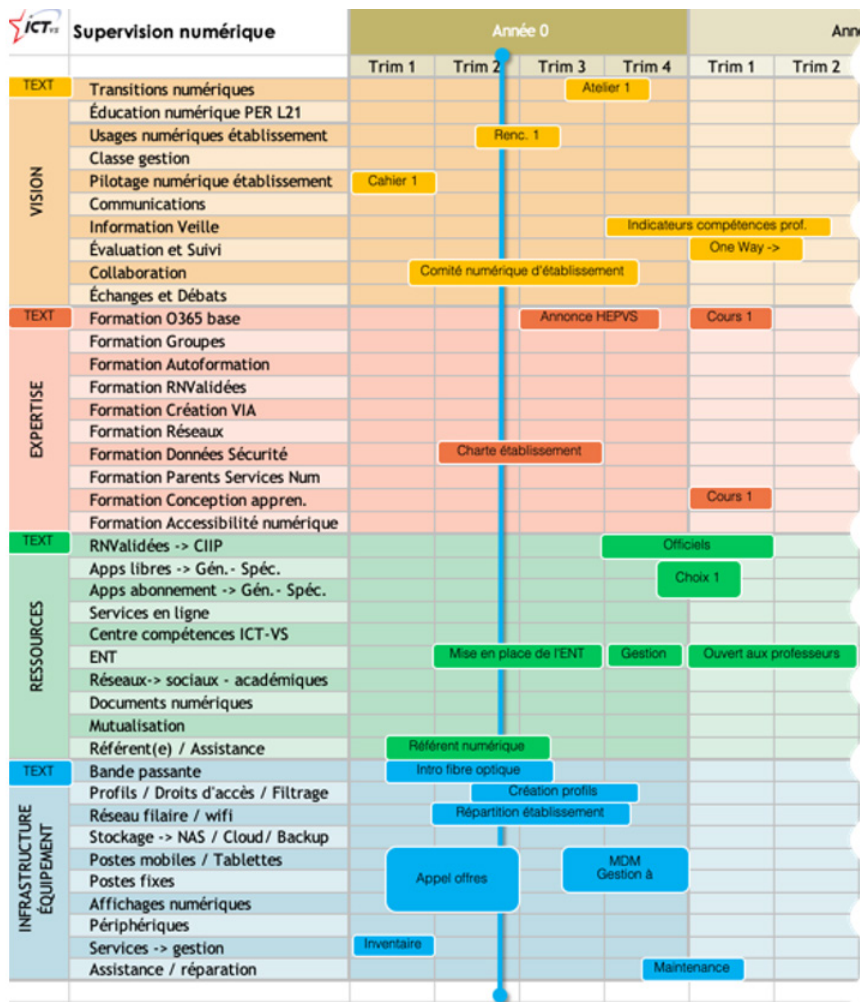 ICT VS Supervision numérique Année 0 Ann
Trim 1 Trim 2 Trim 3 Trim 4 Trim 1 Trim 2
TEXT Transitions numériques Atelier 1
Éducation numérique PER L21
Usages numériques établissement Renc. 1
Classe gestion
VISION
Pilotage numérique établissement Cahier 1
Communications
Information Veille Indicateurs compétences prof.
Évaluation et Suivi One Way ->
Collaboration Comité numérique d'établissement
Échanges et Débats
TEXT Formation O365 base Annonce HEPVS Cours 1
Formation Groupes
Formation Autoformation
Formation RNValidées
EXPERTISE
Formation Création VIA
Formation Réseaux
Formation Données Sécurité Charte établissement
Formation Parents Services Num
Formation Conception appren. Cours 1
Formation Accessibilité numérique
TEXT RNValidées -> CIIP Officiels
Apps libres -> Gén.- Spéc. Choix 1
Apps abonnement -> Gén.- Spéc.
Services en ligne
RESSOURCES
Centre compétences ICT-VS
ENT Mise en place de l'ENT Gestion Ouvert aux professeurs
Réseaux-> sociaux - académiques
Documents numériques
Mutualisation
Référent(e) / Assistance Référent numérique
TEXT Bande passante Intro fibre optique
Profils / Droits d'accès / Filtrage Création profils
Réseau filaire / wifi Répartition établissement
Stockage -> NAS / Cloud/ Backup
INFRASTRUCTURE
ÉQUIPEMENT
Postes mobiles / Tablettes MDM
Postes fixes Appel offres Gestion à
Affichages numériques
Périphériques
Services -> gestion Inventaire
Assistance / réparation Maintenance